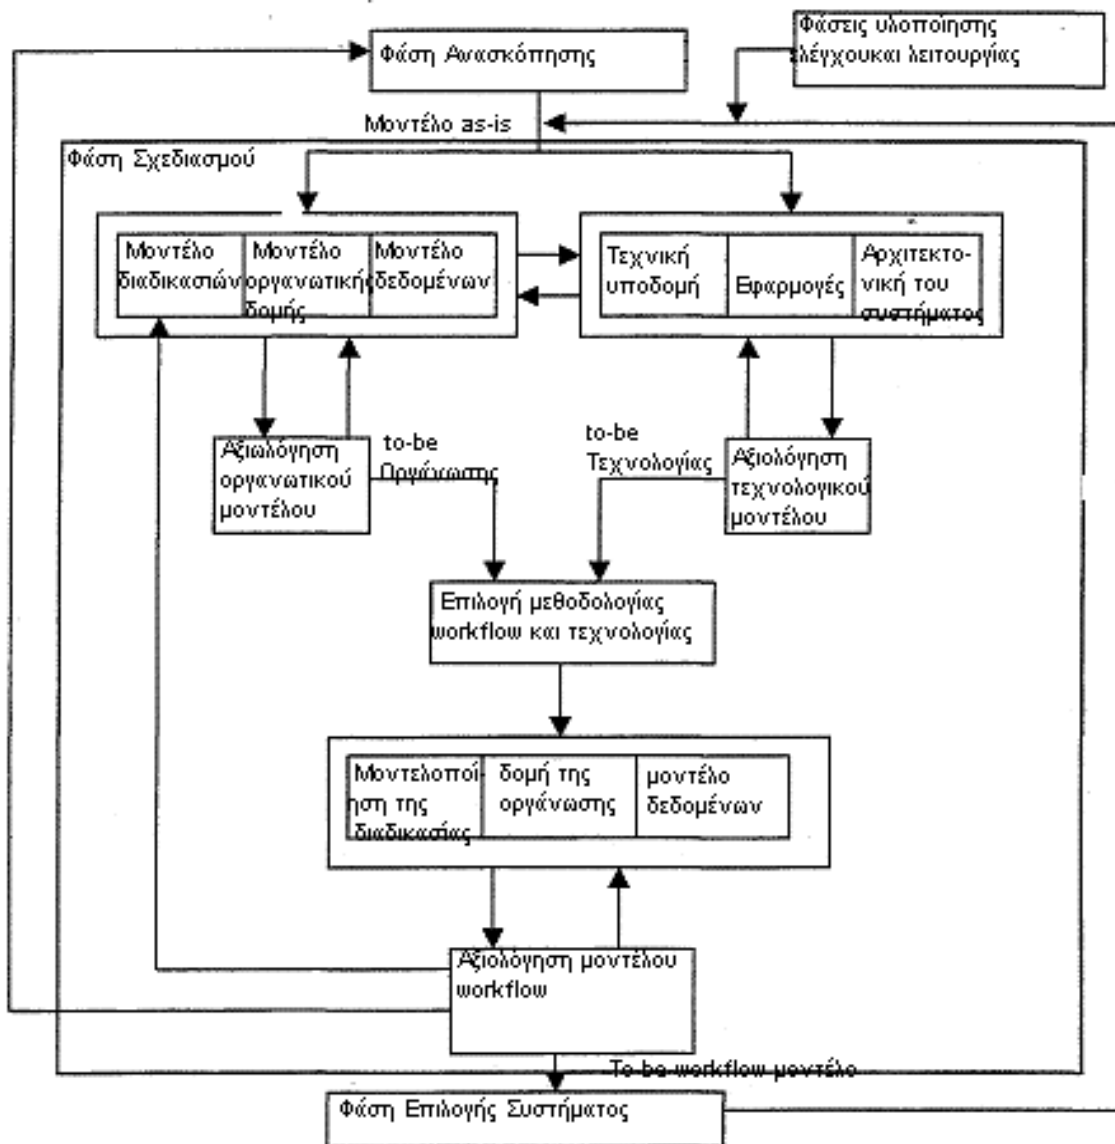 Φάση Ανασκόπησης
Φάσεις υλοποίησης
ελέγχουκαι λειτουργίας
Μοντέλο as-is
Φάση Σχεδιασμού
Μοντέλο
διαδικασιών
Μοντέλο
οργανωτικής
δομής
Μοντέλο
δεδομένων
Τεχνική
υποδομή
Εφαρμογές
Αρχιτεκτο-
νική του
συστήματος
Αξιωλόγηση
οργανωτικού
μοντέλου
to-be
Οργάνωσης
to-be
Τεχνολογίας
Αξιολόγηση
τεχνολογικού
μοντέλου
Επιλογή μεθοδολογίας
workflow και τεχνολογίας
Μοντελοποί-
ηση της
διαδικασίας
δομή της
οργάνωσης
μοντέλο
δεδομένων
Αξιολόγηση μοντέλου
workflow
To be workflow μοντέλο
Φάση Επιλογής Συστήματος